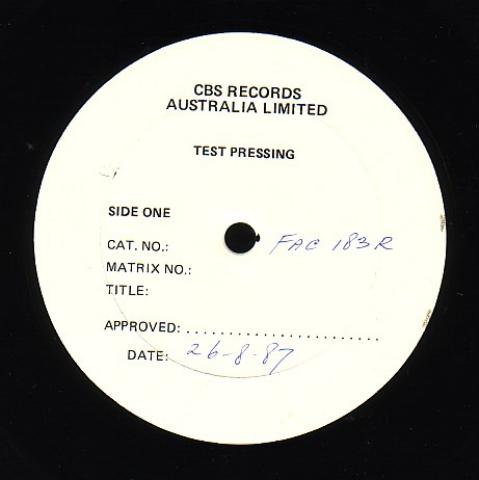 CBS RECORDS
AUSTRALIA LIMITED
TEST PRESSING
SIDE ONE
CAT. NO.: FAC 183R
MATRIX NO.:
TITLE:
APPROVED: ......................
DATE: 26-8-87